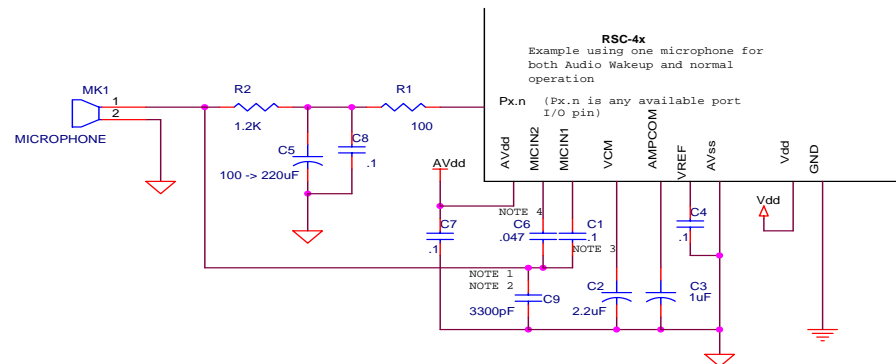 RSC-4x
Example using one microphone for
both Audio Wakeup and normal
operation
Px.n (Px.n is any available port
I/O pin)
MK1
1
2
MICROPHONE
R2
1.2K
R1
100
C5
100 -> 220uF
C8
.1
AVdd
MICIN2
MICIN1
VCM
AMPCOM
VREF
AVss
Vdd
GND
AVdd
C7
.1
NOTE 4
C6
.047
C1
.1
NOTE 3
C4
.1
Vdd
NOTE 1
NOTE 2
C9
3300pF
C2
2.2uF
C3
1uF